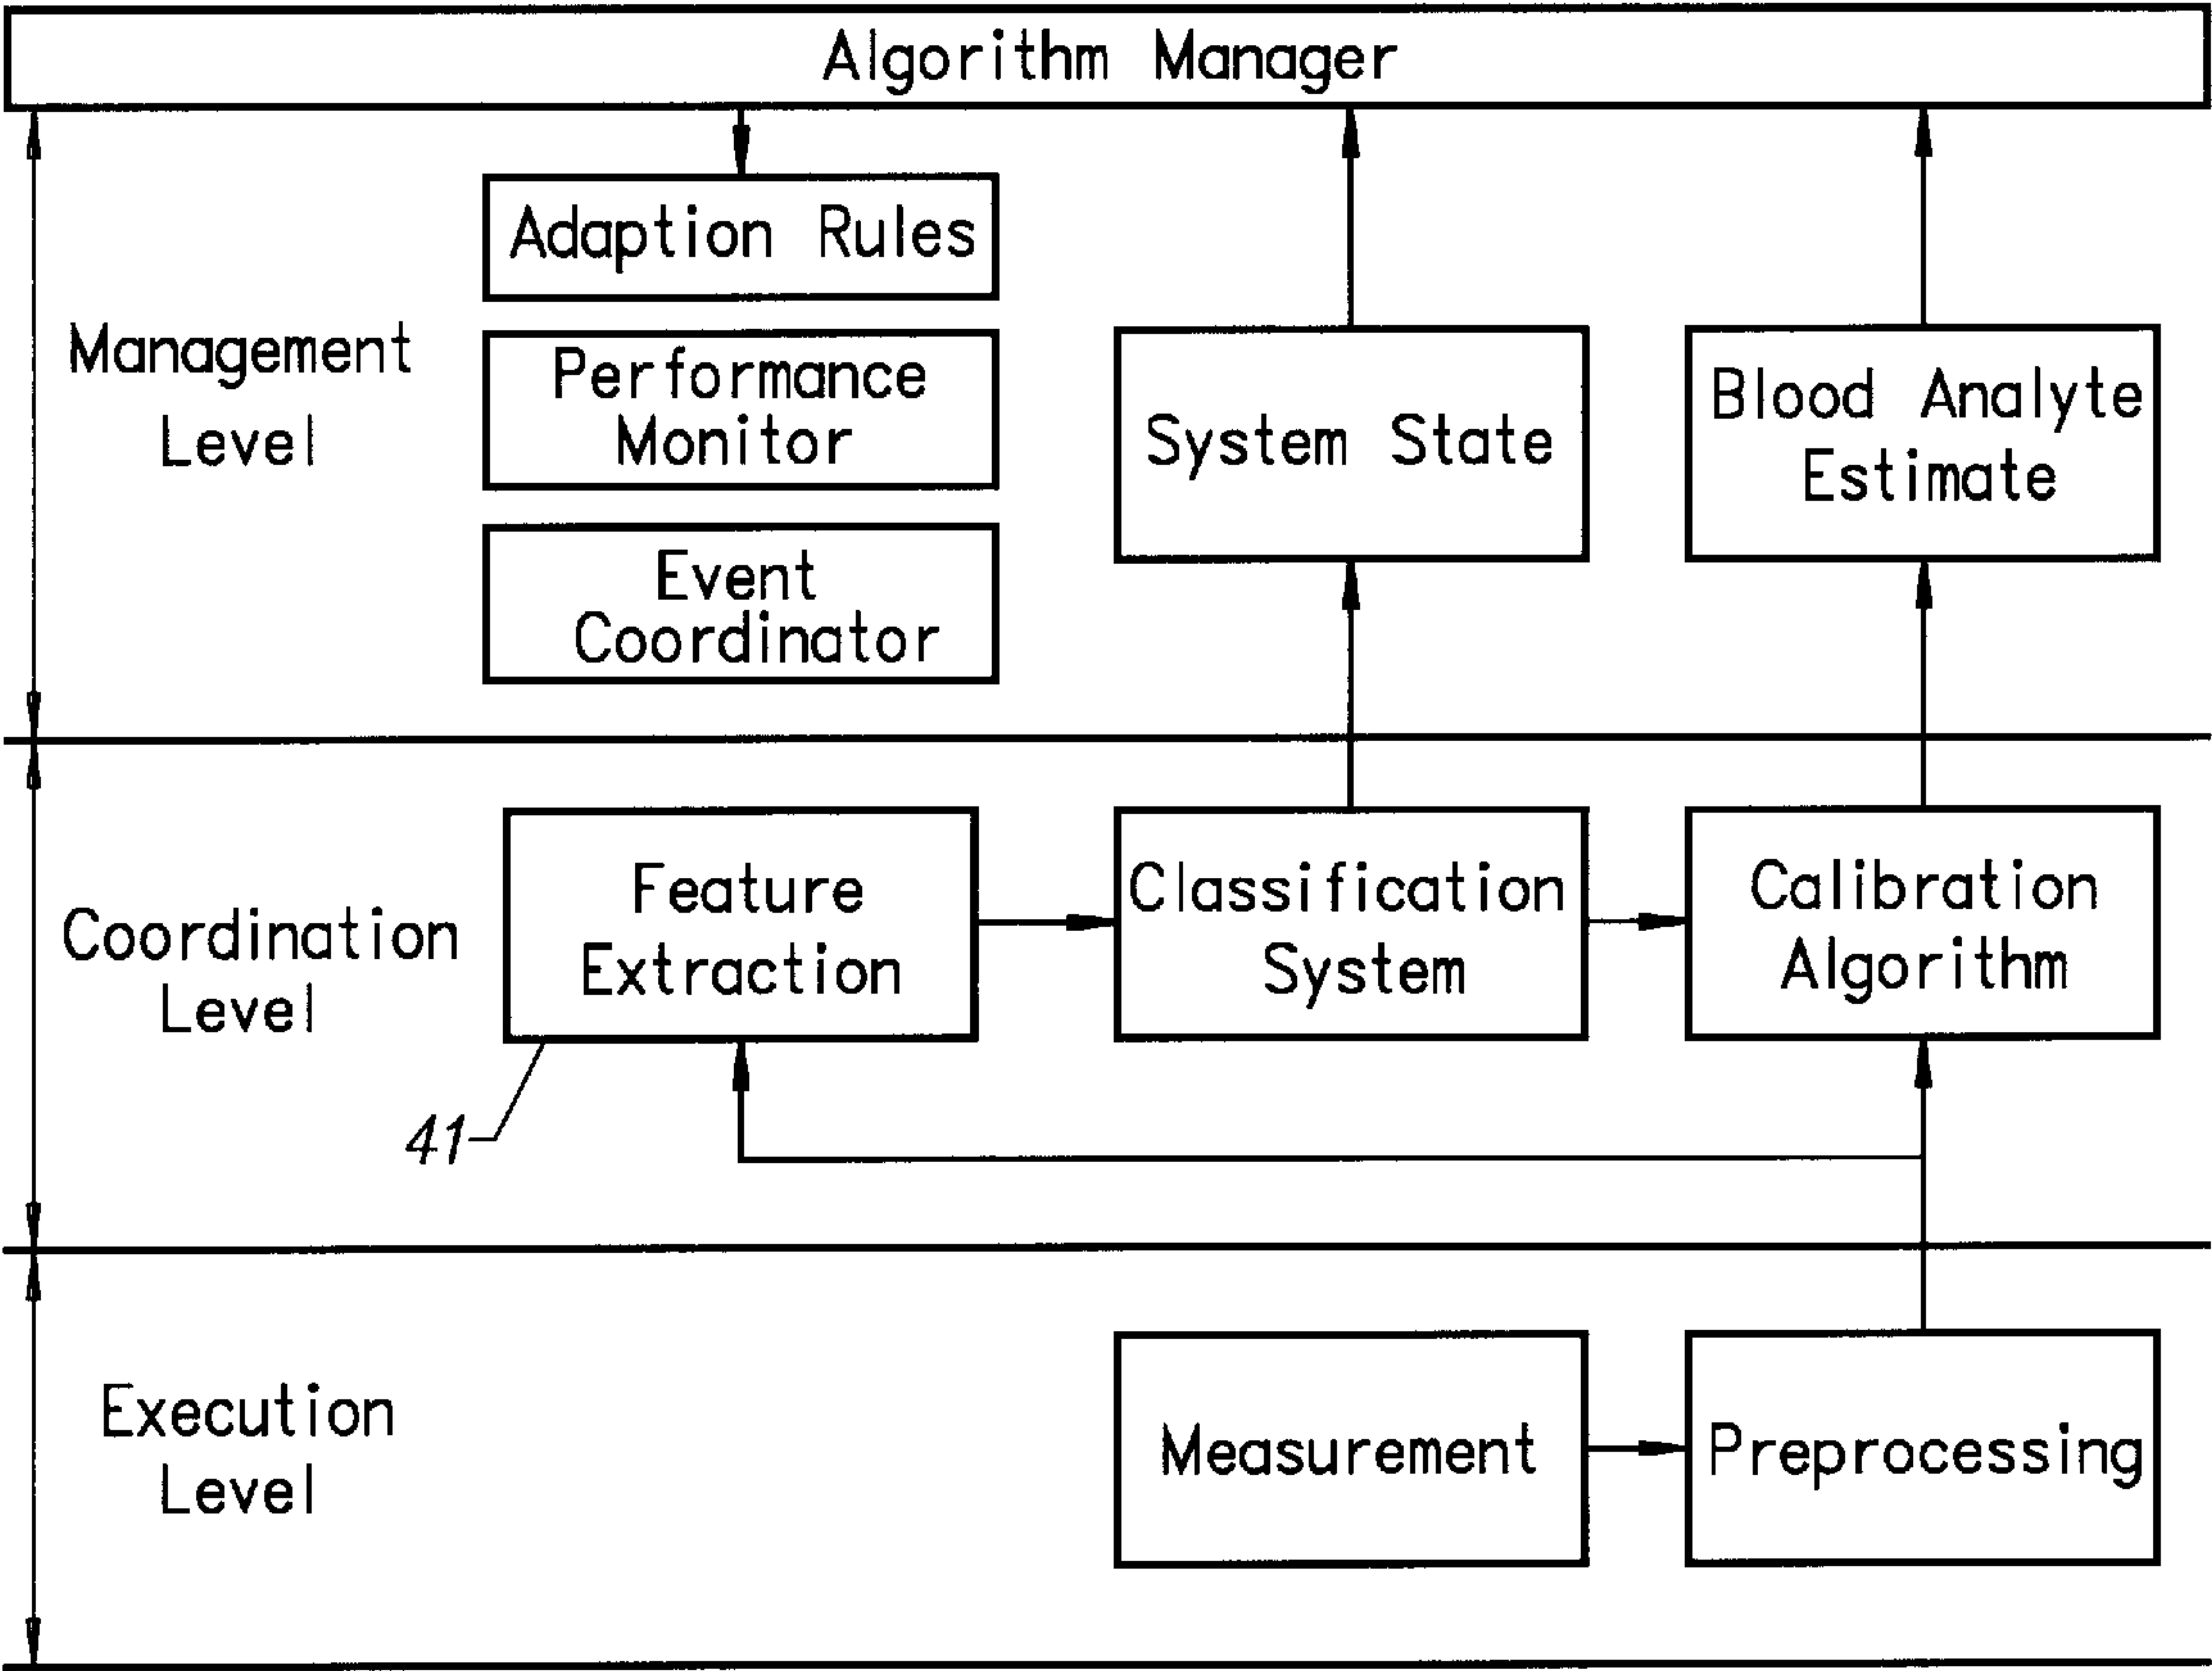 Algorithm Manager
Adaption Rules
Management
Level
Performance
Monitor
System State
Blood Analyte
Estimate
Event
Coordinator
Coordination
Level
Feature
Extraction
Classification
System
Calibration
Algorithm
41
Execution
Level
Measurement
Preprocessing